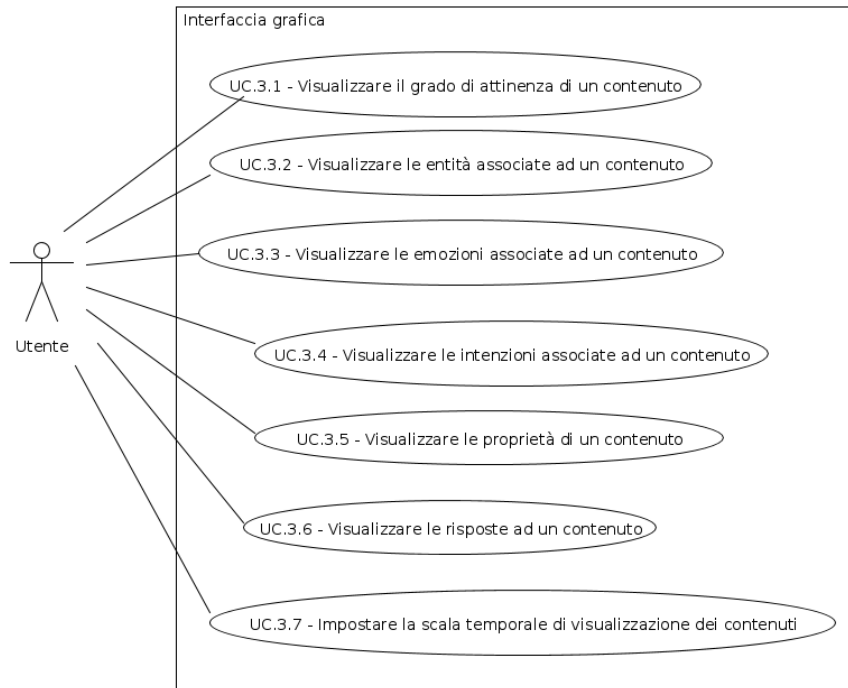 Interfaccia grafica
UC.3.1 - Visualizzare il grado di attinenza di un contenuto
UC.3.2 - Visualizzare le entità associate ad un contenuto
UC.3.3 - Visualizzare le emozioni associate ad un contenuto
Utente
UC.3.4 - Visualizzare le intenzioni associate ad un contenuto
UC.3.5 - Visualizzare le proprietà di un contenuto
UC.3.6 - Visualizzare le risposte ad un contenuto
UC.3.7 - Impostare la scala temporale di visualizzazione dei contenuti